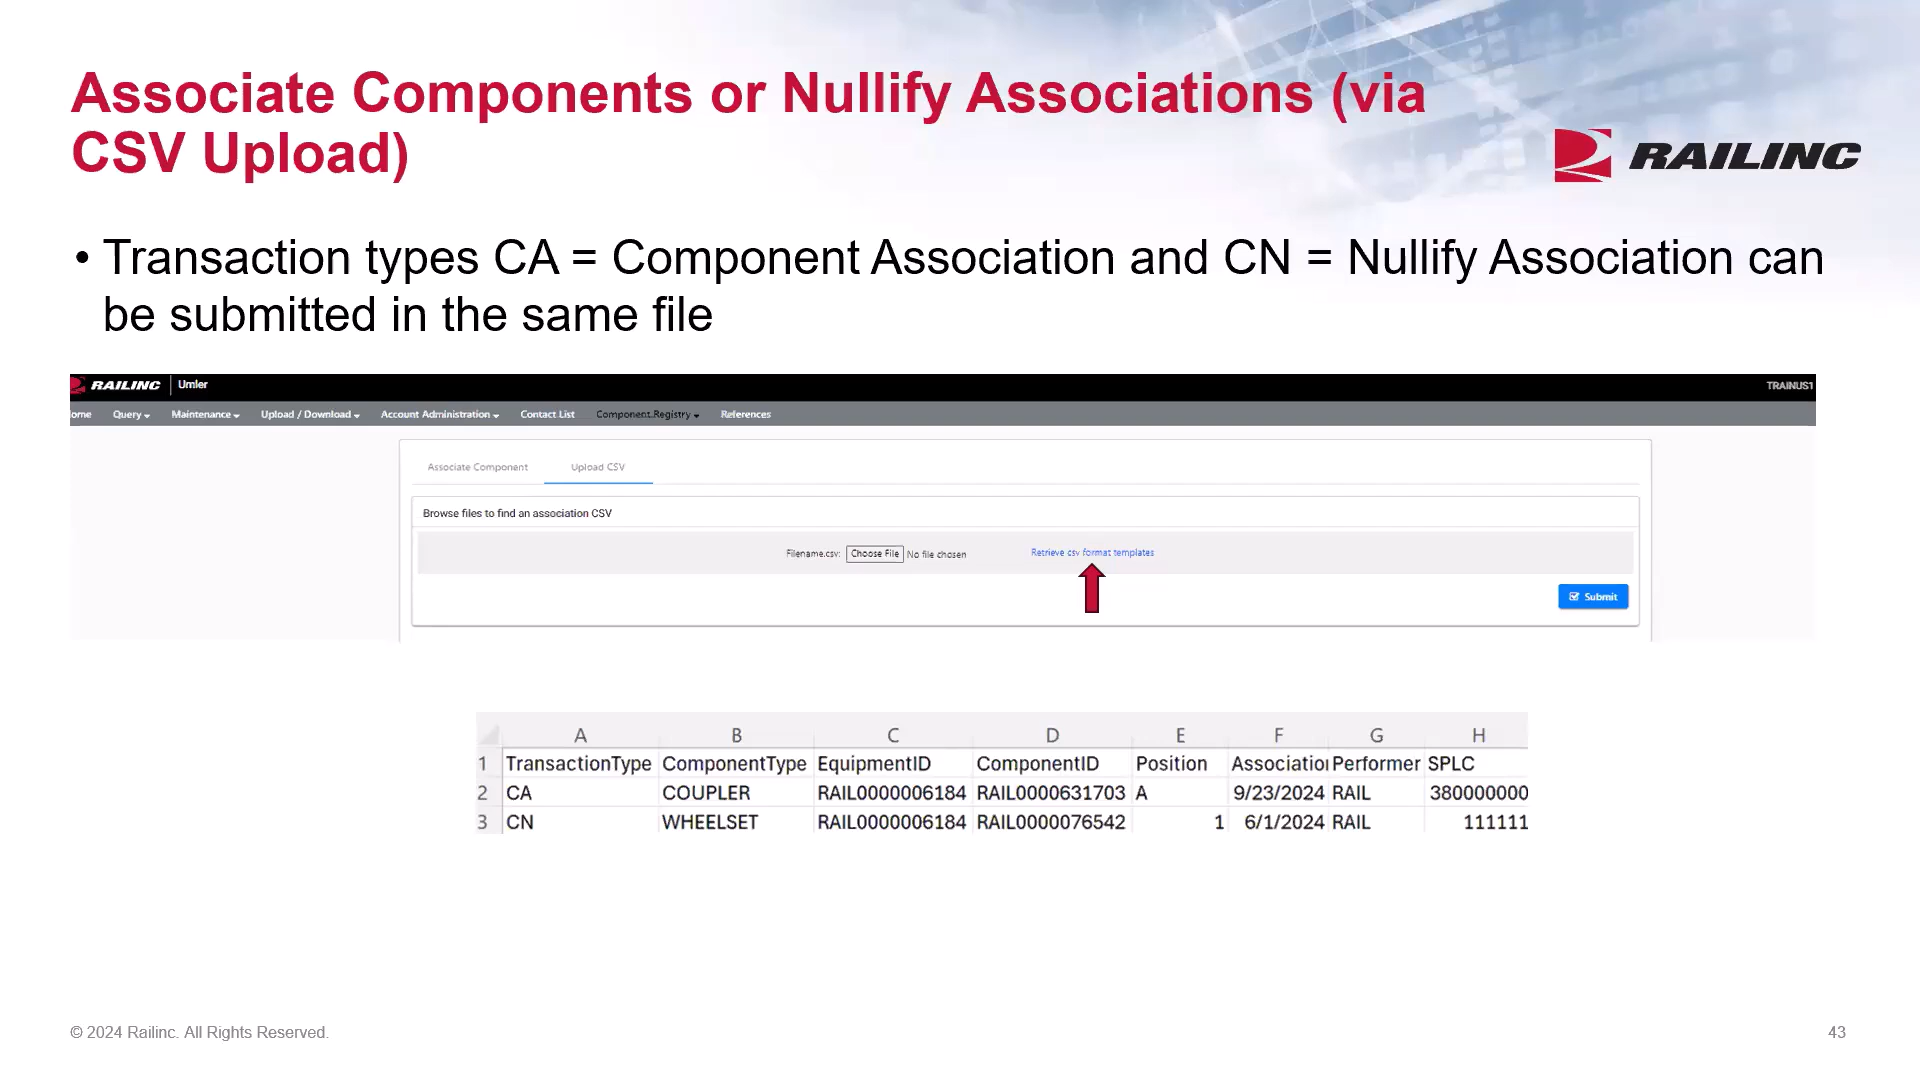 Associate Components or Nullify Associations (via
CSV Upload)
RAILINC
• Transaction types CA = Component Association and CN = Nullify Association can
be submitted in the same file
RAILINC Umler TRAINUS1
ome Query Maintenance Upload / Download Account Administration Contact List Component Registry References
Associate Component Upload CSV
Browse files to find an association CSV
Filename.csv: Choose File No file chosen Retrieve csv format templates
Submit
A B C D E F G H
1 TransactionType ComponentType EquipmentID ComponentID Position Association Performer SPLC
2 CA COUPLER RAIL0000006184 RAIL0000631703 A 9/23/2024 RAIL 380000000
3 CN WHEELSET RAIL0000006184 RAIL0000076542 1 6/1/2024 RAIL 111111
© 2024 Railinc. All Rights Reserved.
43